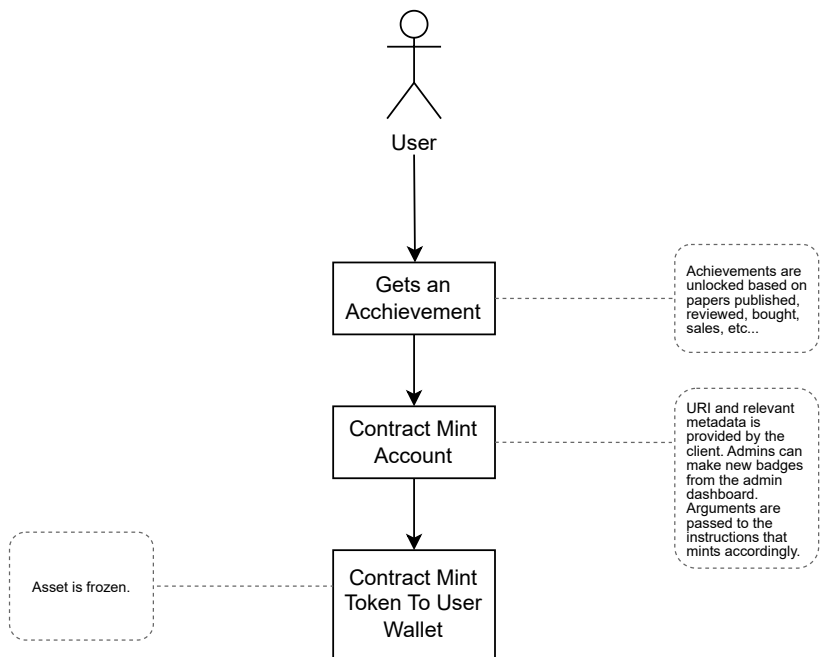 User
Gets an
Acchievement
Achievements are
unlocked based on
papers published,
reviewed, bought,
sales, etc...
Contract Mint
Account
URI and relevant
metadata is
provided by the
client. Admins can
make new badges
from the admin
dashboard.
Arguments are
passed to the
instructions that
mints accordingly.
Asset is frozen.
Contract Mint
Token To User
Wallet